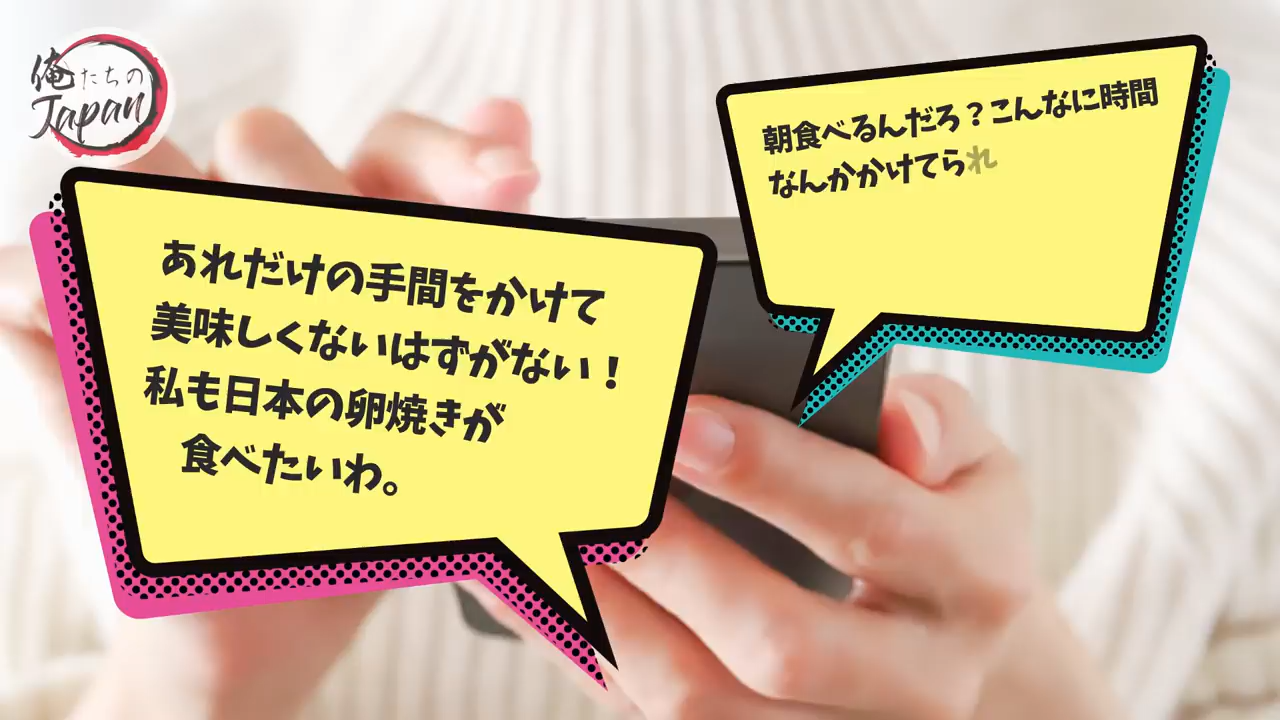 俺たちの
Japan
あれだけの手間をかけて
美味しくないはずがない！
私も日本の卵焼きが
食べたいわ。
朝食べるんだろ？こんなに時間
なんかかけてられ